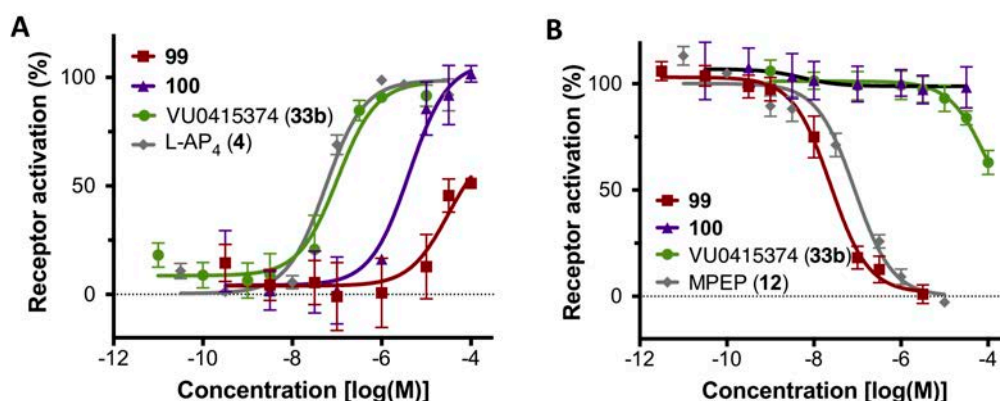 A
99
100
VU0415374 (33b)
L-AP4 (4)
Receptor activation (%)
100
50
0
-12
-10
-8
-6
-4
Concentration [log(M)]
B
Receptor activation (%)
100
50
0
99
100
VU0415374 (33b)
MPEP (12)
-12
-10
-8
-6
-4
Concentration [log(M)]